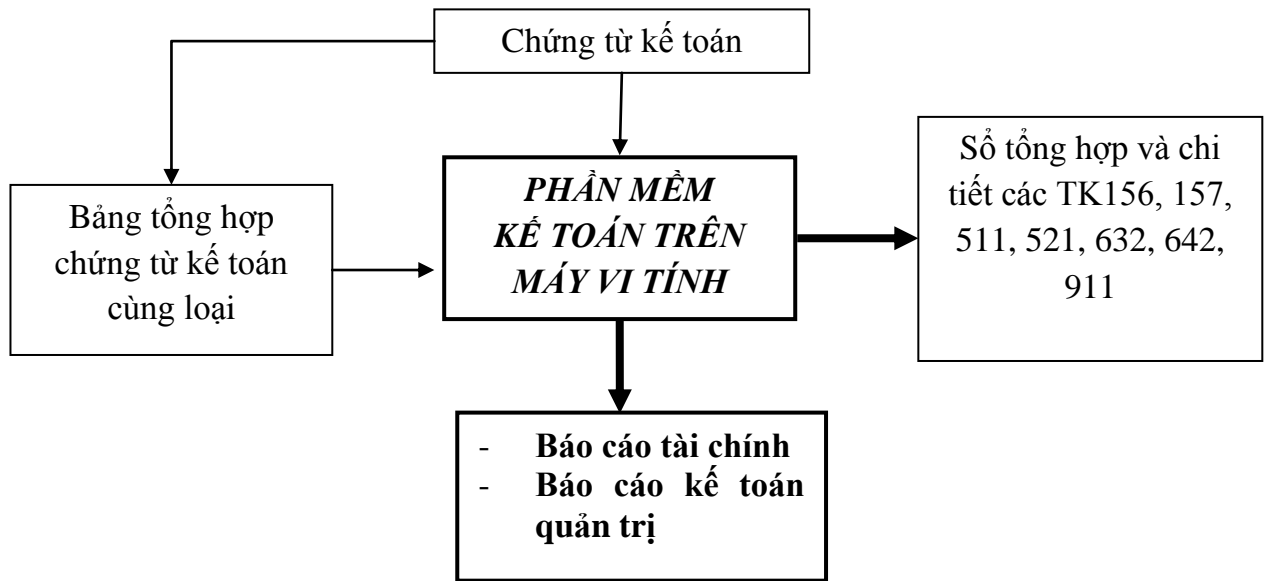 Chứng từ kế toán
Bảng tổng hợp
chứng từ kế toán
cùng loại
PHẦN MỀM
KẾ TOÁN TRÊN
MÁY VI TÍNH
Sổ tổng hợp và chi
tiết các TK156, 157,
511, 521, 632, 642,
911
- Báo cáo tài chính
- Báo cáo kế toán
quản trị